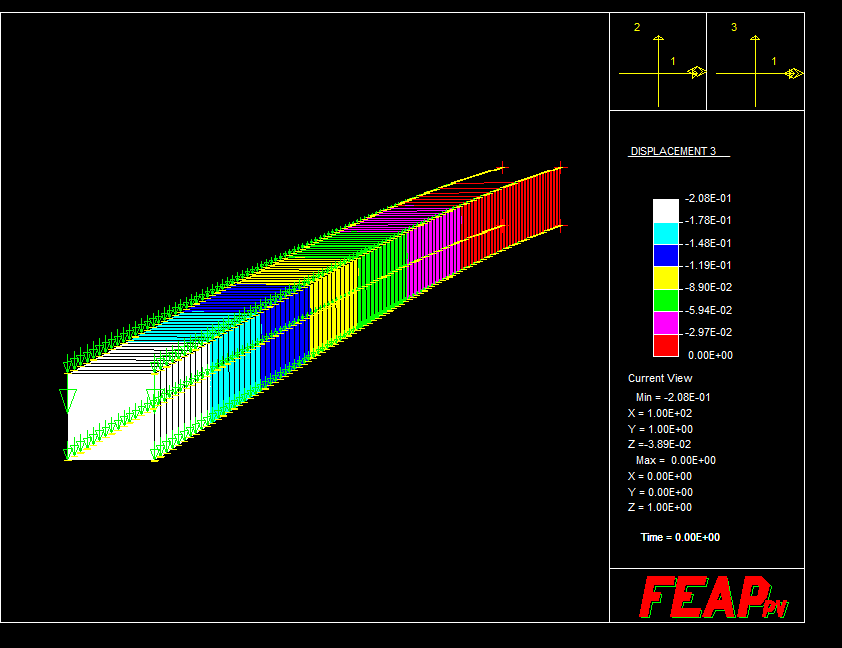 2
3
1
1
DISPLACEMENT 3
-2.08E-01
-1.78E-01
-1.48E-01
-1.19E-01
-8.90E-02
-5.94E-02
-2.97E-02
0.00E+00
Current View
Min = -2.08E-01
X = 1.00E+02
Y = 1.00E+00
Z =-3.89E-02
Max = 0.00E+00
X = 0.00E+00
Y = 0.00E+00
Z = 1.00E+00
Time = 0.00E+00
FEAPpv